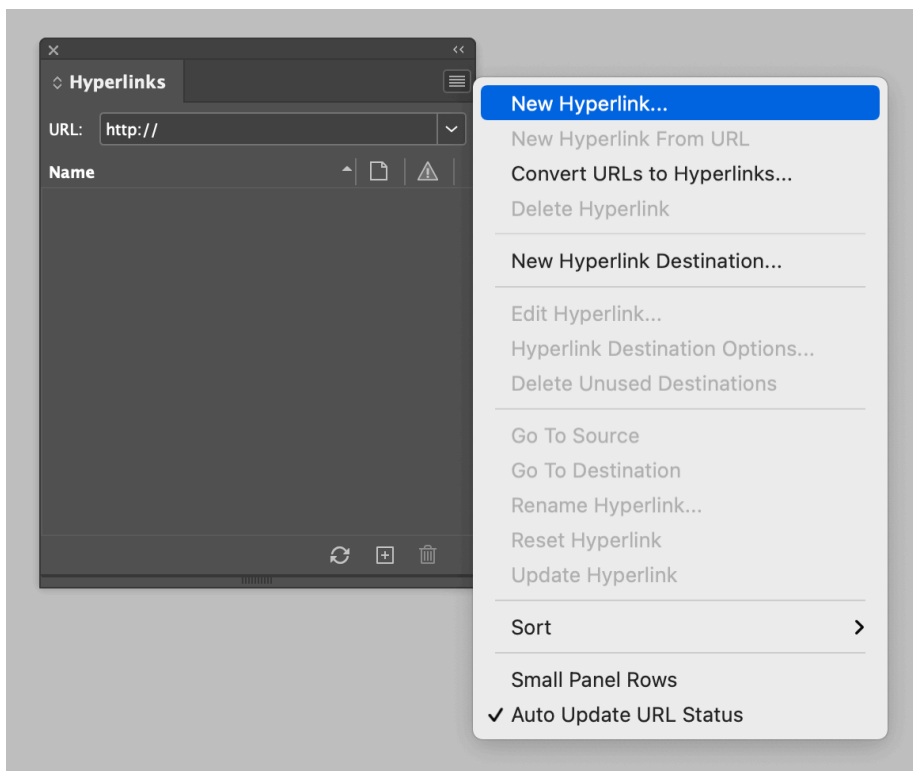 Hyperlinks
URL: http://
Name
New Hyperlink...
New Hyperlink From URL
Convert URLs to Hyperlinks...
Delete Hyperlink
New Hyperlink Destination...
Edit Hyperlink...
Hyperlink Destination Options...
Delete Unused Destinations
Go To Source
Go To Destination
Rename Hyperlink...
Reset Hyperlink
Update Hyperlink
Sort
Small Panel Rows
Auto Update URL Status